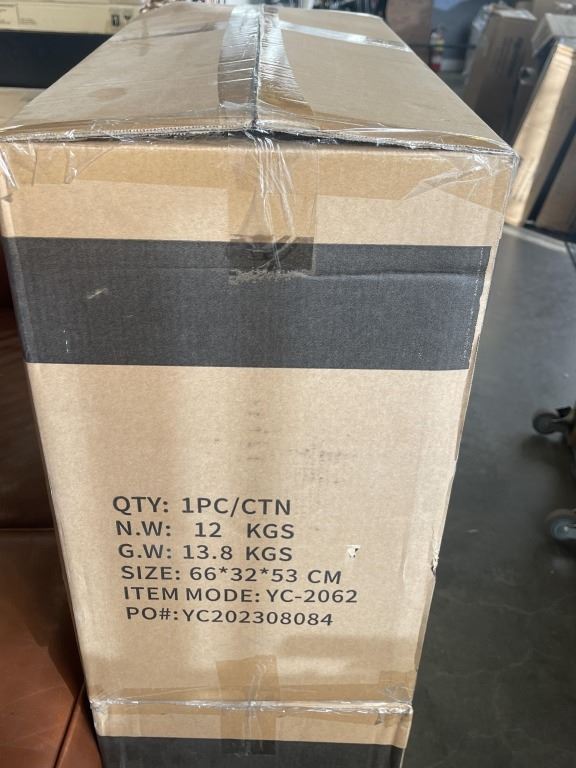 QTY: 1PC/CTN
N.W: 12 KGS
G.W: 13.8 KGS
SIZE: 66*32*53 CM
ITEM MODE: YC-2062
PO#: YC202308084